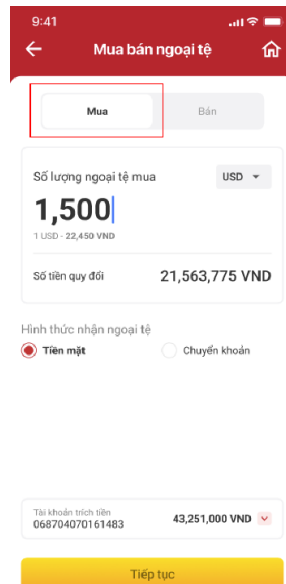 9:41
Mua bán ngoại tệ
Mua
Bán
Số lượng ngoại tệ mua
USD
1,500
1 USD - 22,450 VND
Số tiền quy đổi
21,563,775 VND
Hình thức nhận ngoại tệ
Tiền mặt
Chuyển khoản
Tài khoản trích tiền
068704070161483
43,251,000 VND
Tiếp tục